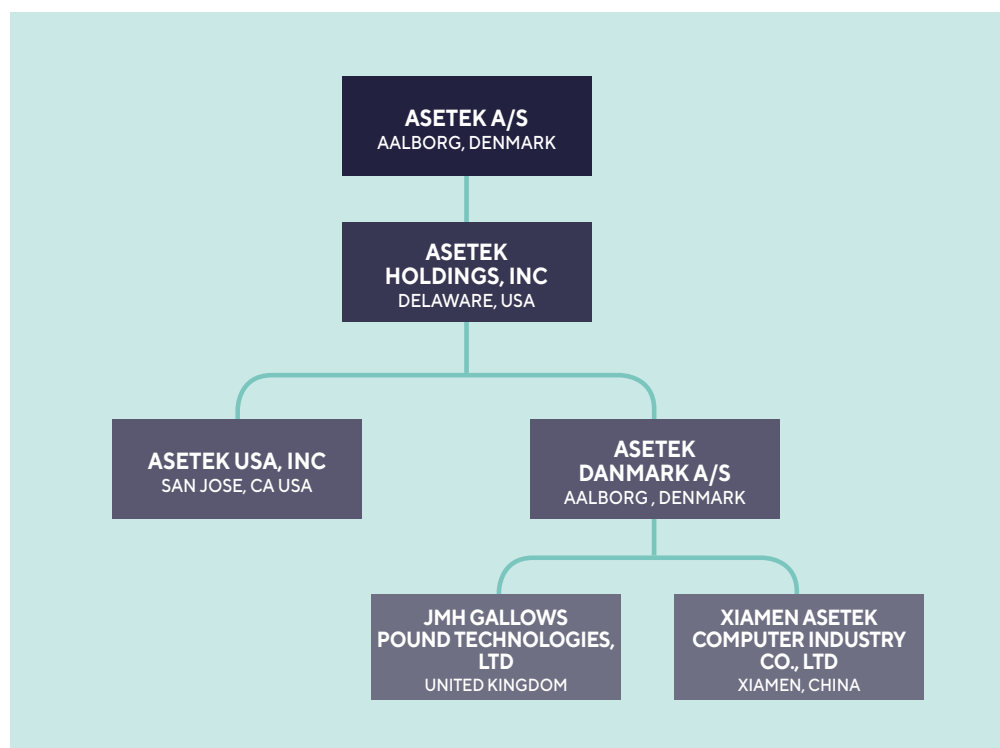 ASETEK A/S
AALBORG, DENMARK
ASETEK
HOLDINGS, INC
DELAWARE, USA
ASETEK USA, INC
SAN JOSE, CA USA
ASETEK
DANMARK A/S
AALBORG , DENMARK
JMH GALLOWS
POUND TECHNOLOGIES,
LTD
UNITED KINGDOM
XIAMEN ASETEK
COMPUTER INDUSTRY
CO., LTD
XIAMEN, CHINA